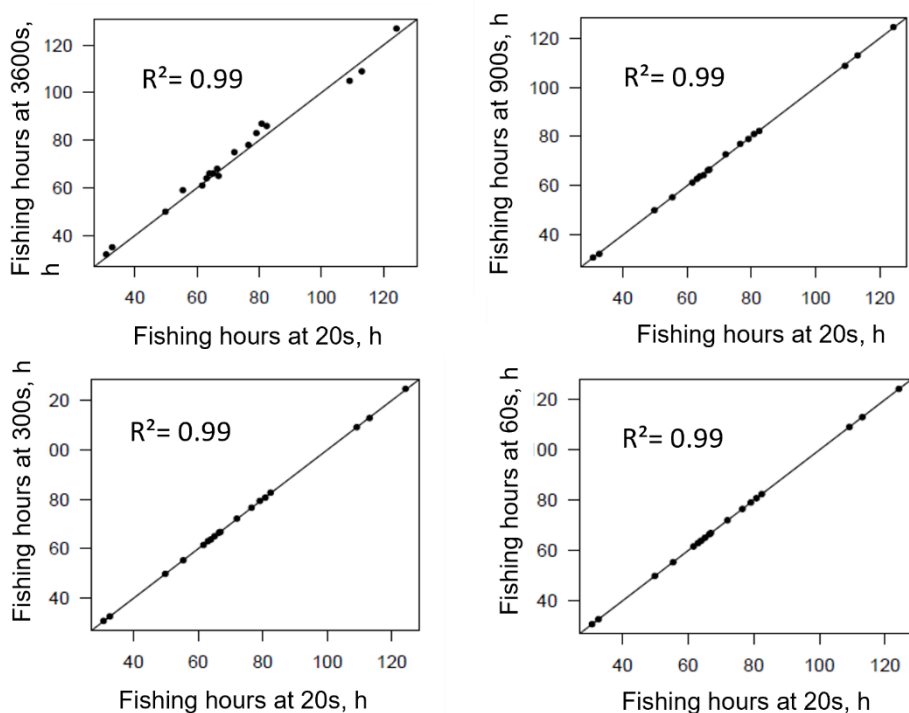 Fishing hours at 3600s, h
120
100
80
60
40
R²= 0.99
40 60 80 100 120
Fishing hours at 20s, h
Fishing hours at 900s, h
120
100
80
60
40
R²= 0.99
40 60 80 100 120
Fishing hours at 20s, h
Fishing hours at 300s, h
20
00
80
60
40
R²= 0.99
40 60 80 100 120
Fishing hours at 20s, h
Fishing hours at 60s, h
20
00
80
60
40
R²= 0.99
40 60 80 100 120
Fishing hours at 20s, h